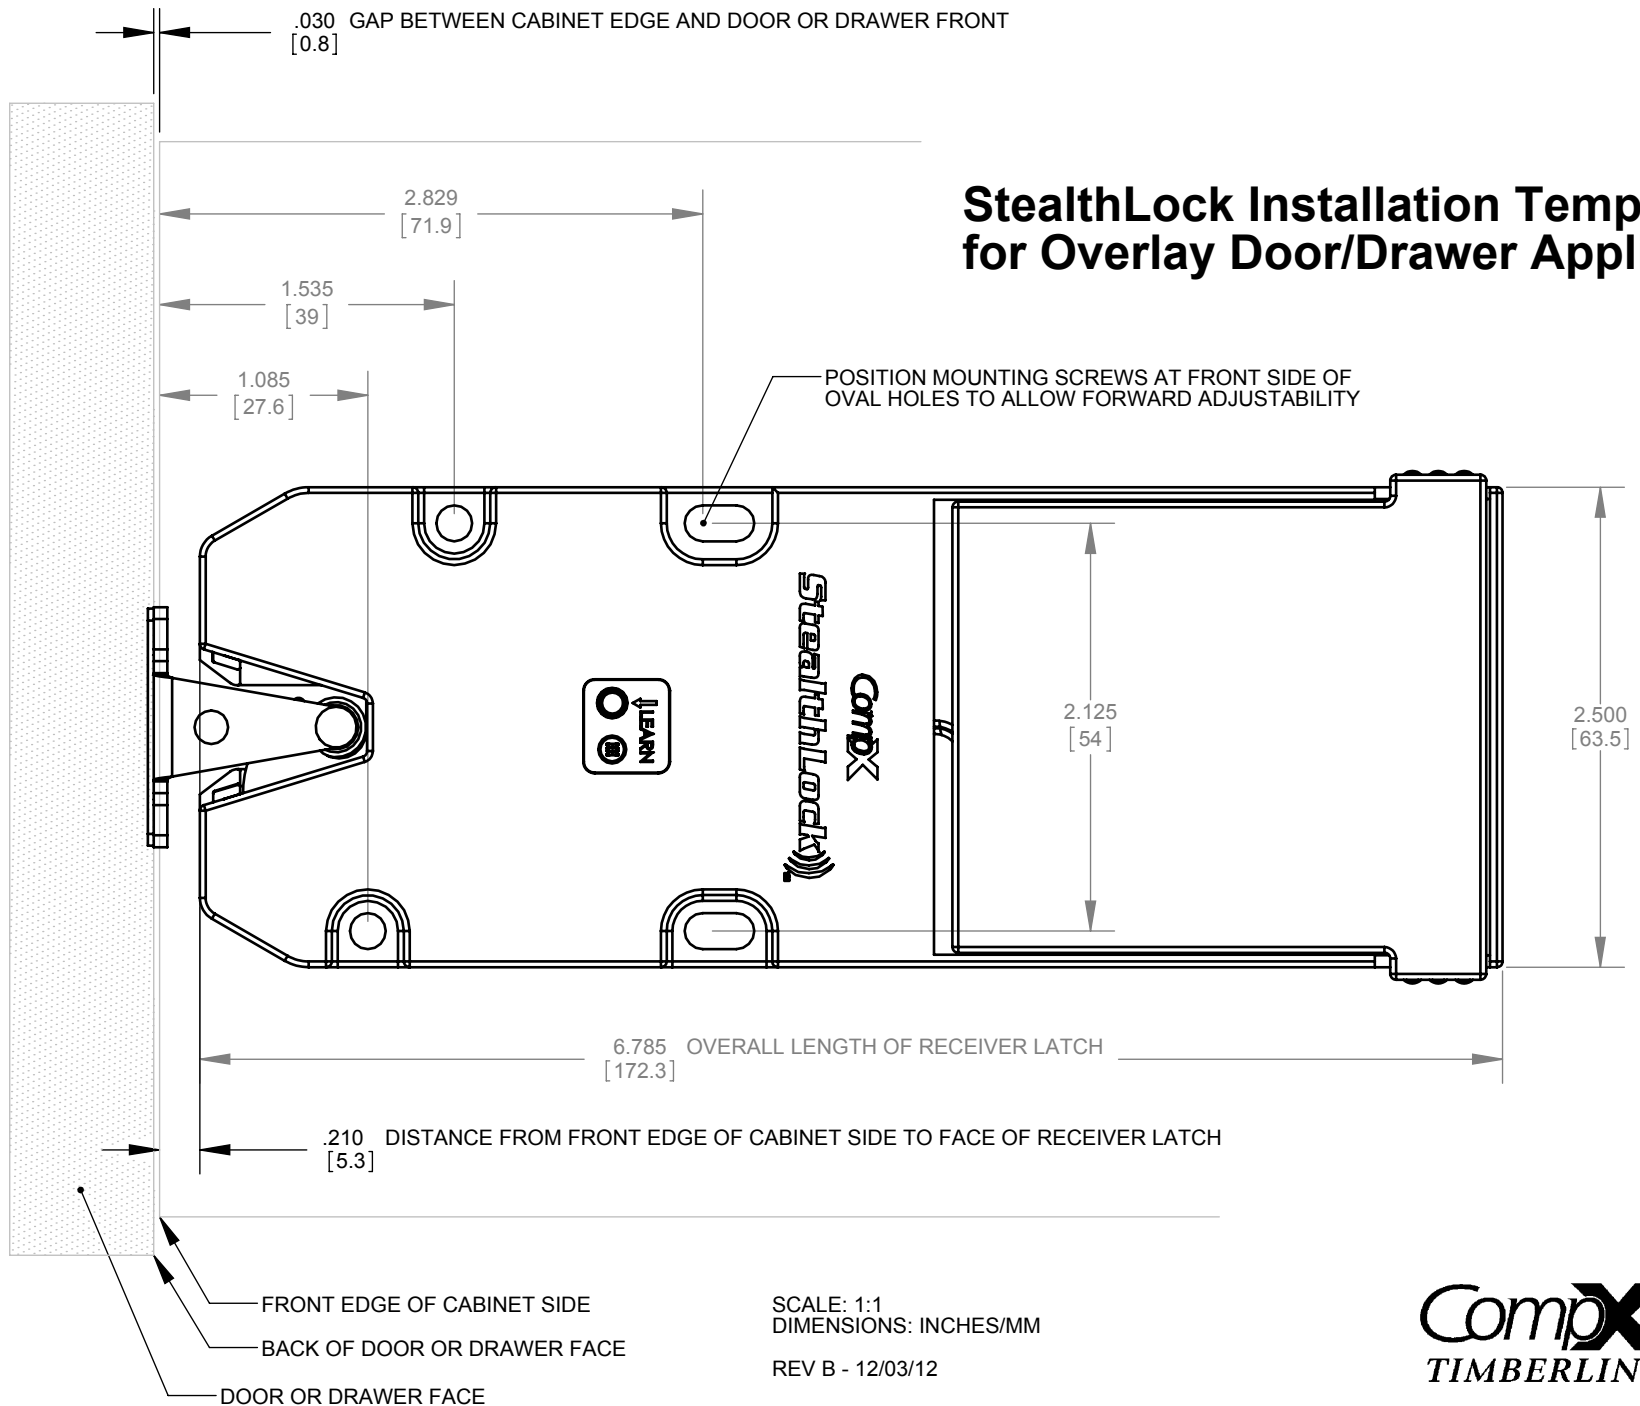 .030 GAP BETWEEN CABINET EDGE AND DOOR OR DRAWER FRONT
[0.8]
StealthLock Installation Temp
for Overlay Door/Drawer Appl
2.829
[71.9]
1.535
[39]
1.085
[27.6]
POSITION MOUNTING SCREWS AT FRONT SIDE OF
OVAL HOLES TO ALLOW FORWARD ADJUSTABILITY
LEARN
StealthLock
CompX
2.125
[54]
2.500
[63.5]
6.785 OVERALL LENGTH OF RECEIVER LATCH
[172.3]
.210 DISTANCE FROM FRONT EDGE OF CABINET SIDE TO FACE OF RECEIVER LATCH
[5.3]
FRONT EDGE OF CABINET SIDE
BACK OF DOOR OR DRAWER FACE
DOOR OR DRAWER FACE
SCALE: 1:1
DIMENSIONS: INCHES/MM
REV B - 12/03/12
CompX
TIMBERLIN